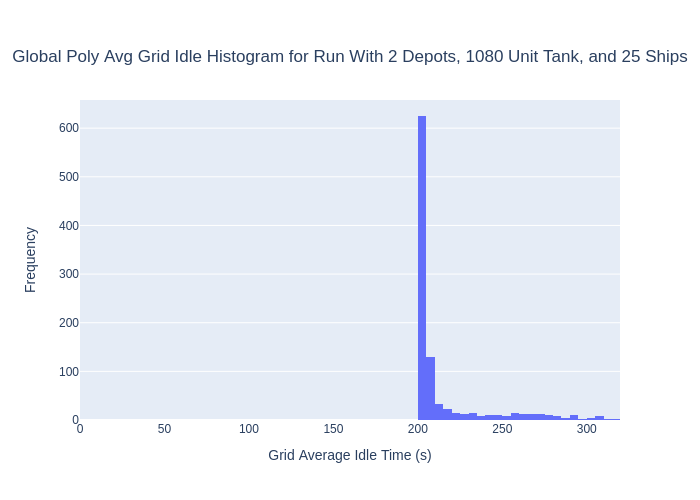 Global Poly Avg Grid Idle Histogram for Run With 2 Depots, 1080 Unit Tank, and 25 Ships
600
500
400
300
200
100
0
Frequency
0 50 100 150 200 250 300
Grid Average Idle Time (s)